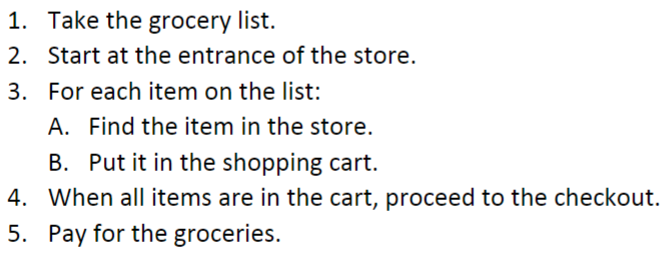 1. Take the grocery list.
2. Start at the entrance of the store.
3. For each item on the list:
A. Find the item in the store.
B. Put it in the shopping cart.
4. When all items are in the cart, proceed to the checkout.
5. Pay for the groceries.